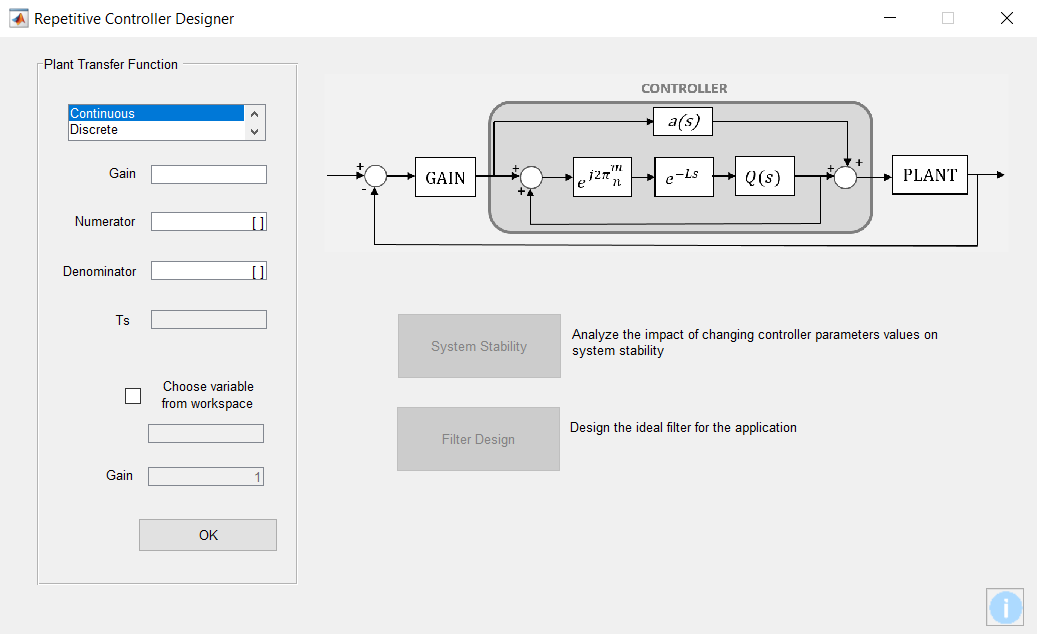 Repetitive Controller Designer
Plant Transfer Function
Continuous
Discrete
Gain
Numerator
[ ]
Denominator
[ ]
Ts
Choose variable
from workspace
Gain
1
OK
CONTROLLER
a(s)
+
-
GAIN
+
+
e^{j2π\frac{m}{n}}
e^{-Ls}
Q(s)
+
+
PLANT
System Stability
Analyze the impact of changing controller parameters values on
system stability
Filter Design
Design the ideal filter for the application
i